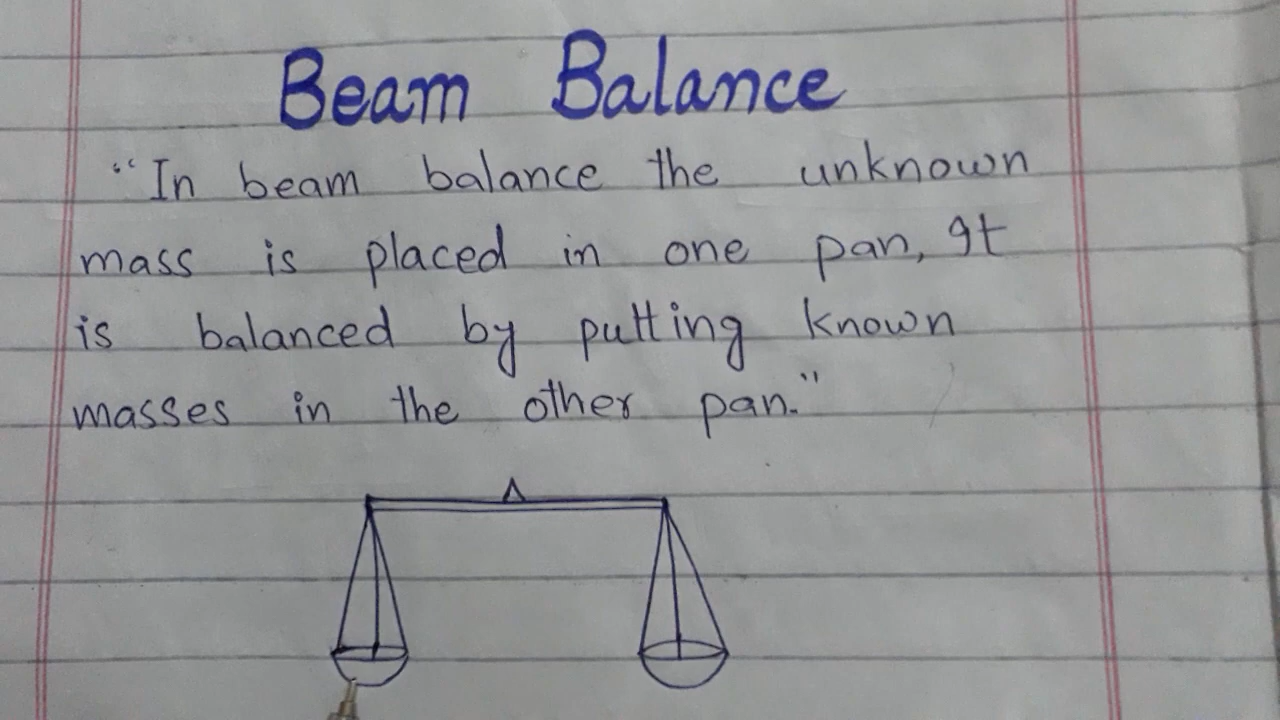 Beam Balance
"In beam balance the unknown
mass is placed in one pan, It
is balanced by putting known
masses in the other pan."